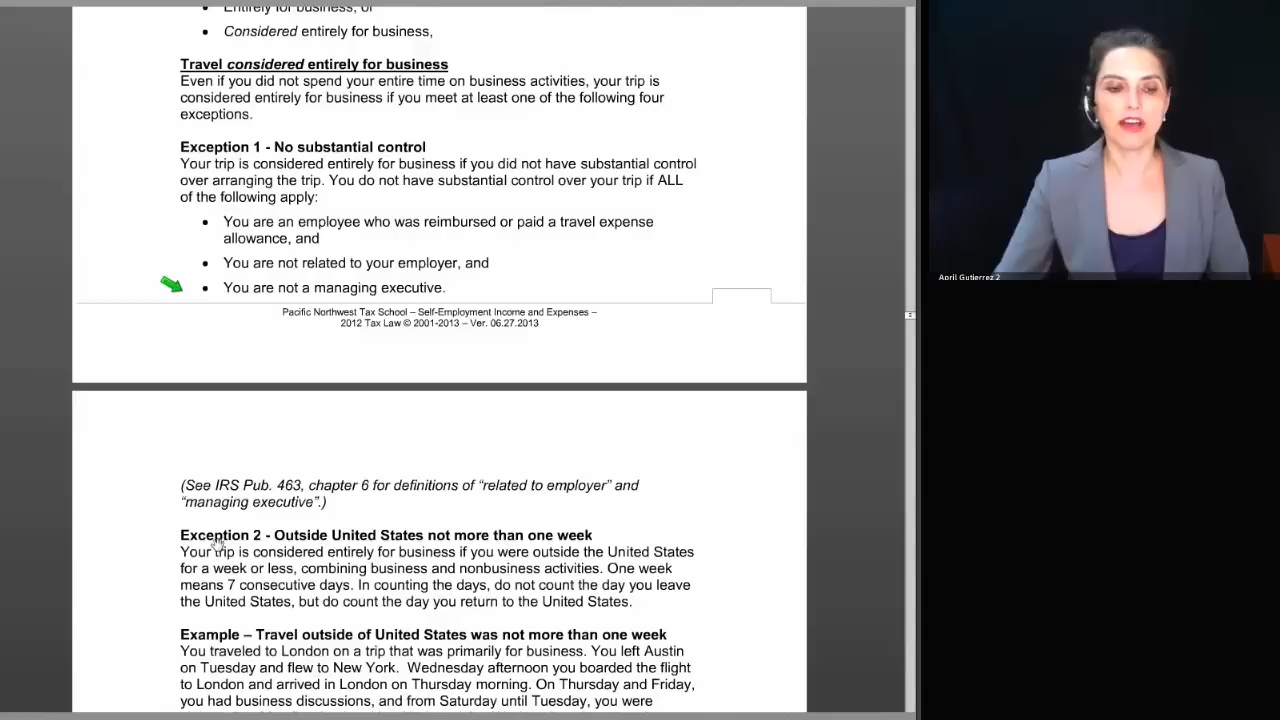 Entirely for business, or
Considered entirely for business,
Travel considered entirely for business
Even if you did not spend your entire time on business activities, your trip is
considered entirely for business if you meet at least one of the following four
exceptions.
Exception 1 - No substantial control
Your trip is considered entirely for business if you did not have substantial control
over arranging the trip. You do not have substantial control over your trip if ALL
of the following apply:
You are an employee who was reimbursed or paid a travel expense
allowance, and
You are not related to your employer, and
You are not a managing executive.
Pacific Northwest Tax School – Self-Employment Income and Expenses –
2012 Tax Law © 2001-2013 – Ver. 06.27.2013
(See IRS Pub. 463, chapter 6 for definitions of “related to employer” and
“managing executive”.)
Exception 2 - Outside United States not more than one week
Your trip is considered entirely for business if you were outside the United States
for a week or less, combining business and nonbusiness activities. One week
means 7 consecutive days. In counting the days, do not count the day you leave
the United States, but do count the day you return to the United States.
Example – Travel outside of United States was not more than one week
You traveled to London on a trip that was primarily for business. You left Austin
on Tuesday and flew to New York. Wednesday afternoon you boarded the flight
to London and arrived in London on Thursday morning. On Thursday and Friday,
you had business discussions, and from Saturday until Tuesday, you were
April Gutierrez 2